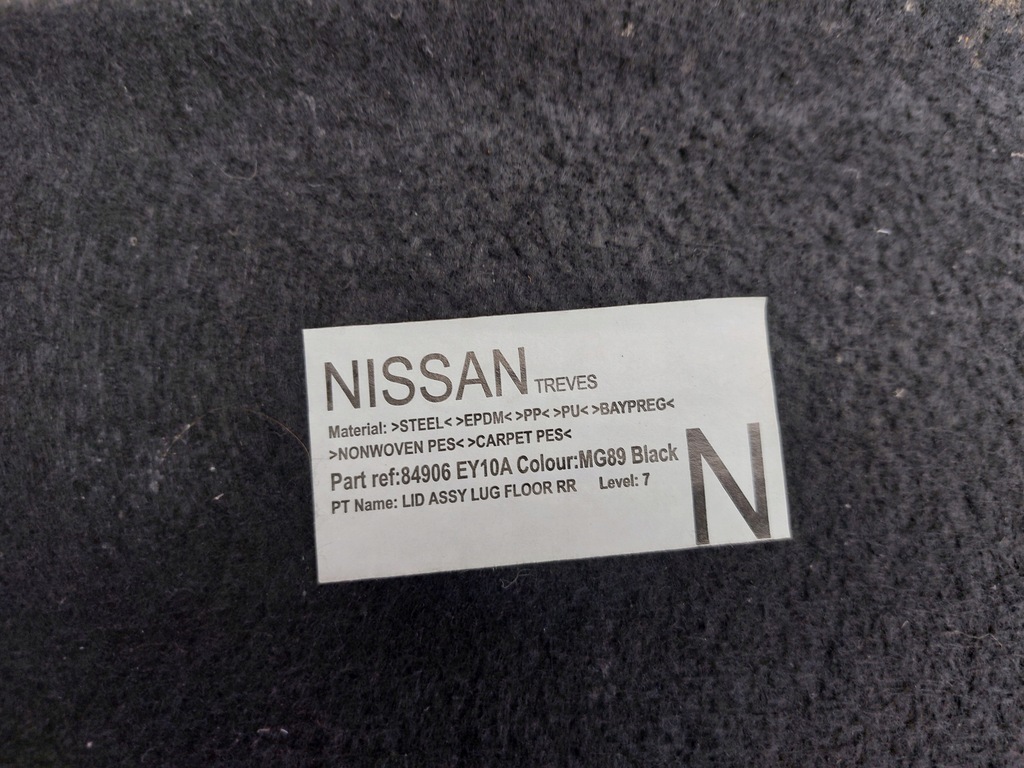 NISSAN TREVES
Material: >STEEL< >EPDM< >PP< >PU< >BAYPREG<
>NONWOVEN PES< >CARPET PES<
Part ref:84906 EY10A Colour:MG89 Black
PT Name: LID ASSY LUG FLOOR RR Level: 7
N